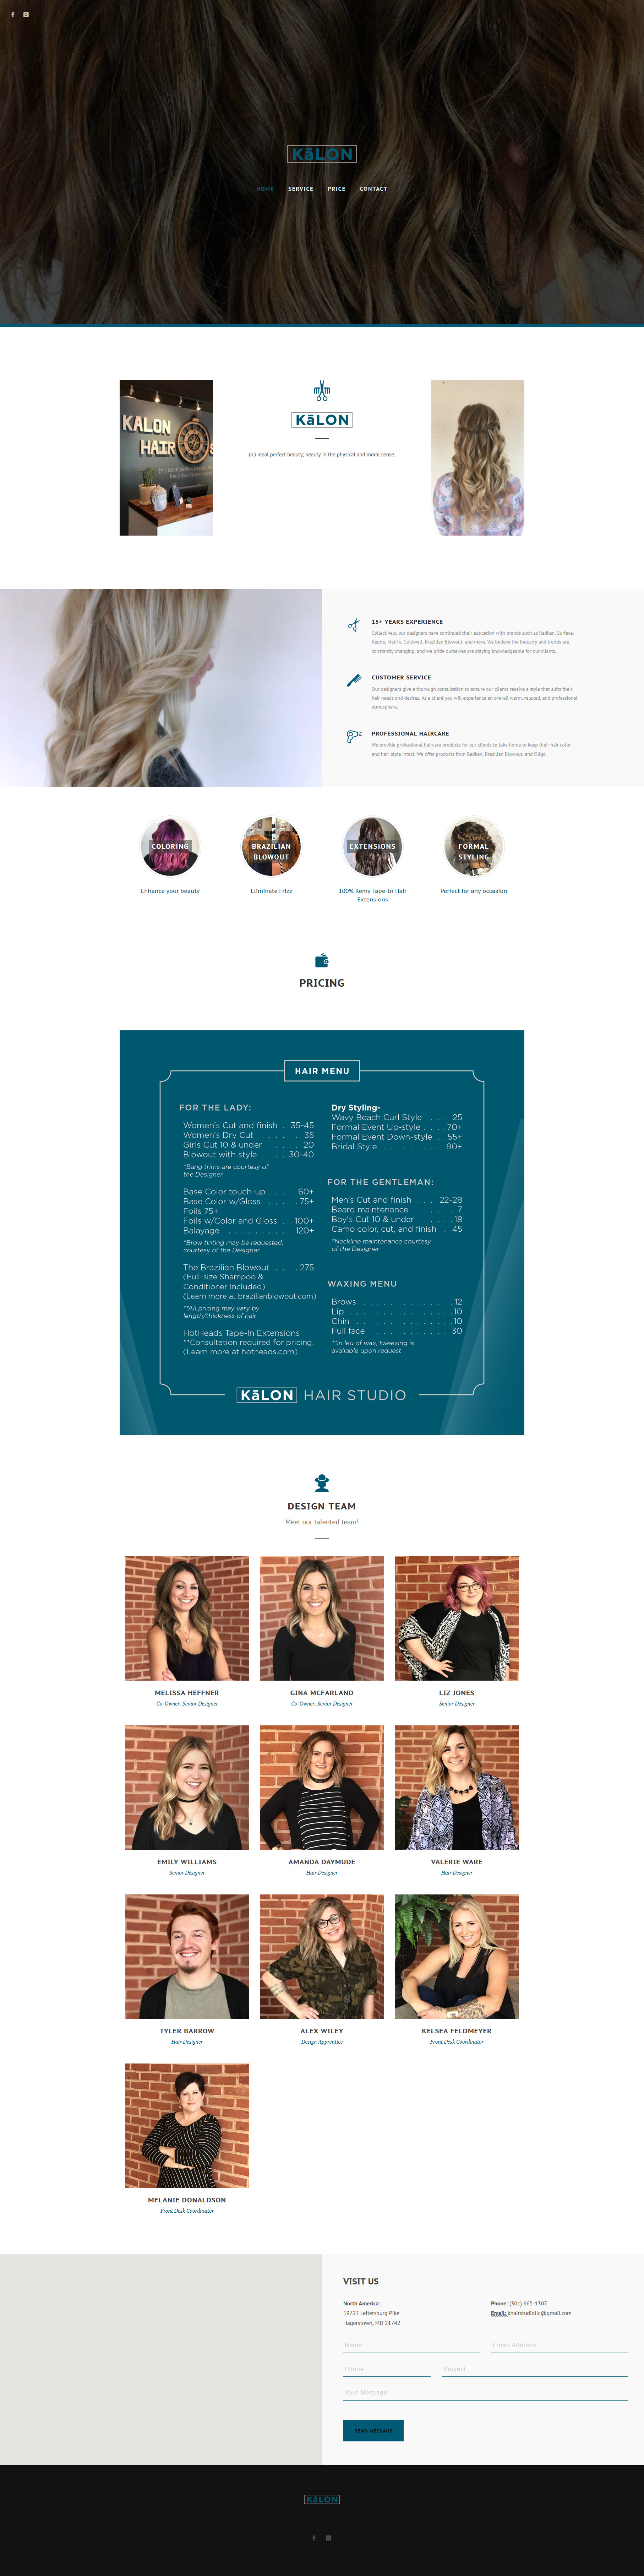 KāLON
HOME SERVICE PRICE CONTACT
KALON
HAIR
KāLON
(n.) ideal perfect beauty; beauty in the physical and moral sense.
15+ YEARS EXPERIENCE
Collectively, our designers have continued their education with brands such as Redken, Surface,
Keune, Matrix, Goldwell, Brazilian Blowout, and more. We believe the industry and trends are
constantly changing, and we pride ourselves are staying knowledgeable for our clients.
CUSTOMER SERVICE
Our designers give a thorough consultation to ensure our clients receive a style that suits their
hair needs and desires. As a client you will experience an overall warm, relaxed, and professional
atmosphere.
PROFESSIONAL HAIRCARE
We provide professional haircare products for our clients to take home to keep their hair color
and hair style intact. We offer products from Redken, Brazilian Blowout, and Diligo.
COLORING
BRAZILIAN
BLOWOUT
EXTENSIONS
FORMAL
STYLING
Enhance your beauty
Eliminate Frizz
100% Remy Tape-In Hair
Extensions
Perfect for any occasion
PRICING
HAIR MENU
FOR THE LADY:
Women's Cut and finish . 35-45
Women's Dry Cut . . . . . . 35
Girls Cut 10 & under . . . . 20
Blowout with style . . . . 30-40
*Bang trims are courtesy of
the Designer
Base Color touch-up . . . . 60+
Base Color w/Gloss . . . . . 75+
Foils 75+
Foils w/Color and Gloss . . 100+
Balayage . . . . . . . . . . 120+
*Brow tinting may be requested,
courtesy of the Designer
The Brazilian Blowout . . . . 275
(Full-size Shampoo &
Conditioner Included)
(Learn more at brazilianblowout.com)
**All pricing may vary by
length/thickness of hair
HotHeads Tape-In Extensions
**Consultation required for pricing.
(Learn more at hotheads.com)
Dry Styling-
Wavy Beach Curl Style . . . 25
Formal Event Up-style . . . . 70+
Formal Event Down-style . . 55+
Bridal Style . . . . . . . . . 90+
FOR THE GENTLEMAN:
Men's Cut and finish . . . 22-28
Beard maintenance . . . . . . 7
Boy's Cut 10 & under . . . . . 18
Camo color, cut, and finish . 45
*Neckline maintenance courtesy
of the Designer
WAXING MENU
Brows . . . . . . . . . . . . . . 12
Lip . . . . . . . . . . . . . . . . 10
Chin . . . . . . . . . . . . . . . 10
Full face . . . . . . . . . . . . 30
**in leu of wax, tweezing is
available upon request
KāLON HAIR STUDIO
DESIGN TEAM
Meet our talented team!
MELISSA HEFFNER
Co-Owner, Senior Designer
GINA MCFARLAND
Co-Owner, Senior Designer
LIZ JONES
Senior Designer
EMILY WILLIAMS
Senior Designer
AMANDA DAYMUDE
Hair Designer
VALERIE WARE
Hair Designer
TYLER BARROW
Hair Designer
ALEX WILEY
Design Apprentice
KELSEA FELDMEYER
Front Desk Coordinator
MELANIE DONALDSON
Front Desk Coordinator
VISIT US
North America:
19723 Leitersburg Pike
Hagerstown, MD 21742
Phone: (301) 665-1307
Email: khairstudiollc@gmail.com
Name
Email Address
Phone
Subject
Your Message
SEND MESSAGE
KāLON